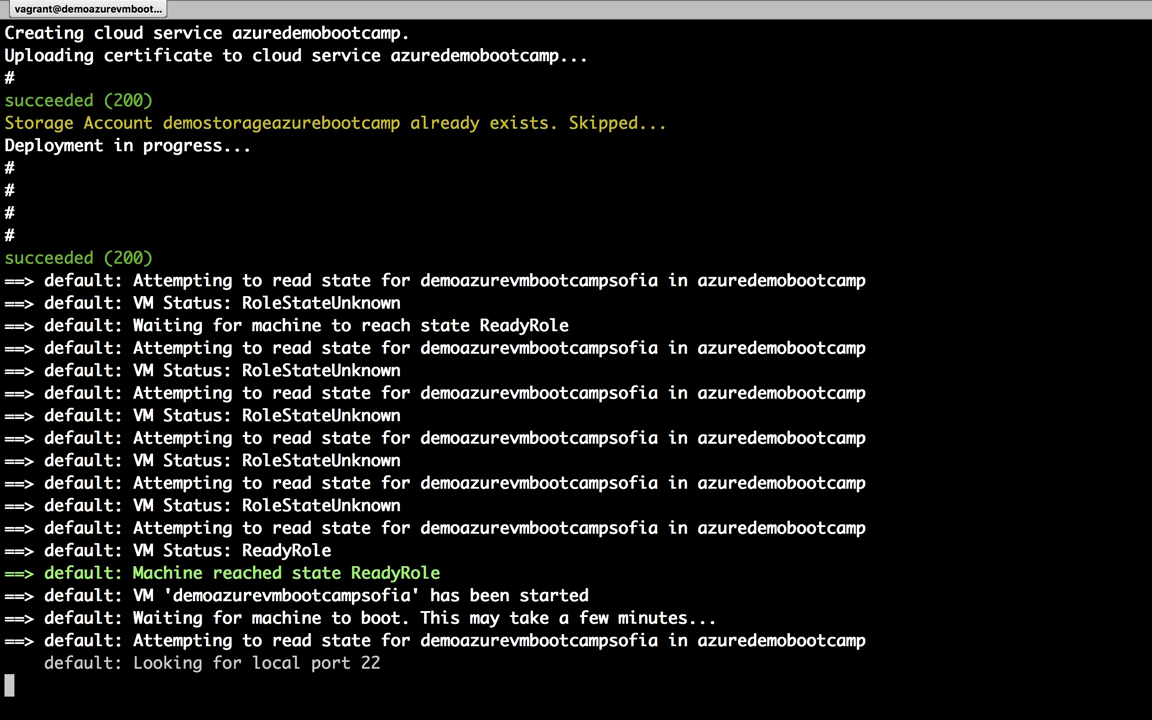 vagrant@demoazurevmboot...
Creating cloud service azuredemobootcamp.
Uploading certificate to cloud service azuredemobootcamp...
#
succeeded (200)
Storage Account demostorageazurebootcamp already exists. Skipped...
Deployment in progress...
#
#
#
#
succeeded (200)
==> default: Attempting to read state for demoazurevmbootcampsofia in azuredemobootcamp
==> default: VM Status: RoleStateUnknown
==> default: Waiting for machine to reach state ReadyRole
==> default: Attempting to read state for demoazurevmbootcampsofia in azuredemobootcamp
==> default: VM Status: RoleStateUnknown
==> default: Attempting to read state for demoazurevmbootcampsofia in azuredemobootcamp
==> default: VM Status: RoleStateUnknown
==> default: Attempting to read state for demoazurevmbootcampsofia in azuredemobootcamp
==> default: VM Status: RoleStateUnknown
==> default: Attempting to read state for demoazurevmbootcampsofia in azuredemobootcamp
==> default: VM Status: RoleStateUnknown
==> default: Attempting to read state for demoazurevmbootcampsofia in azuredemobootcamp
==> default: VM Status: ReadyRole
==> default: Machine reached state ReadyRole
==> default: VM 'demoazurevmbootcampsofia' has been started
==> default: Waiting for machine to boot. This may take a few minutes...
==> default: Attempting to read state for demoazurevmbootcampsofia in azuredemobootcamp
    default: Looking for local port 22